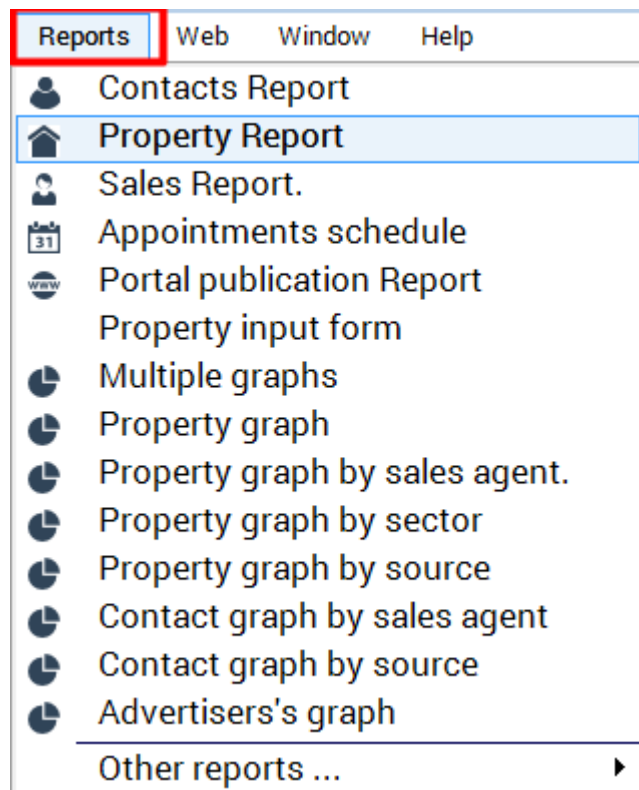 Reports Web Window Help
Contacts Report
Property Report
Sales Report.
31 Appointments schedule
www Portal publication Report
Property input form
Multiple graphs
Property graph
Property graph by sales agent.
Property graph by sector
Property graph by source
Contact graph by sales agent
Contact graph by source
Advertisers's graph
Other reports ...